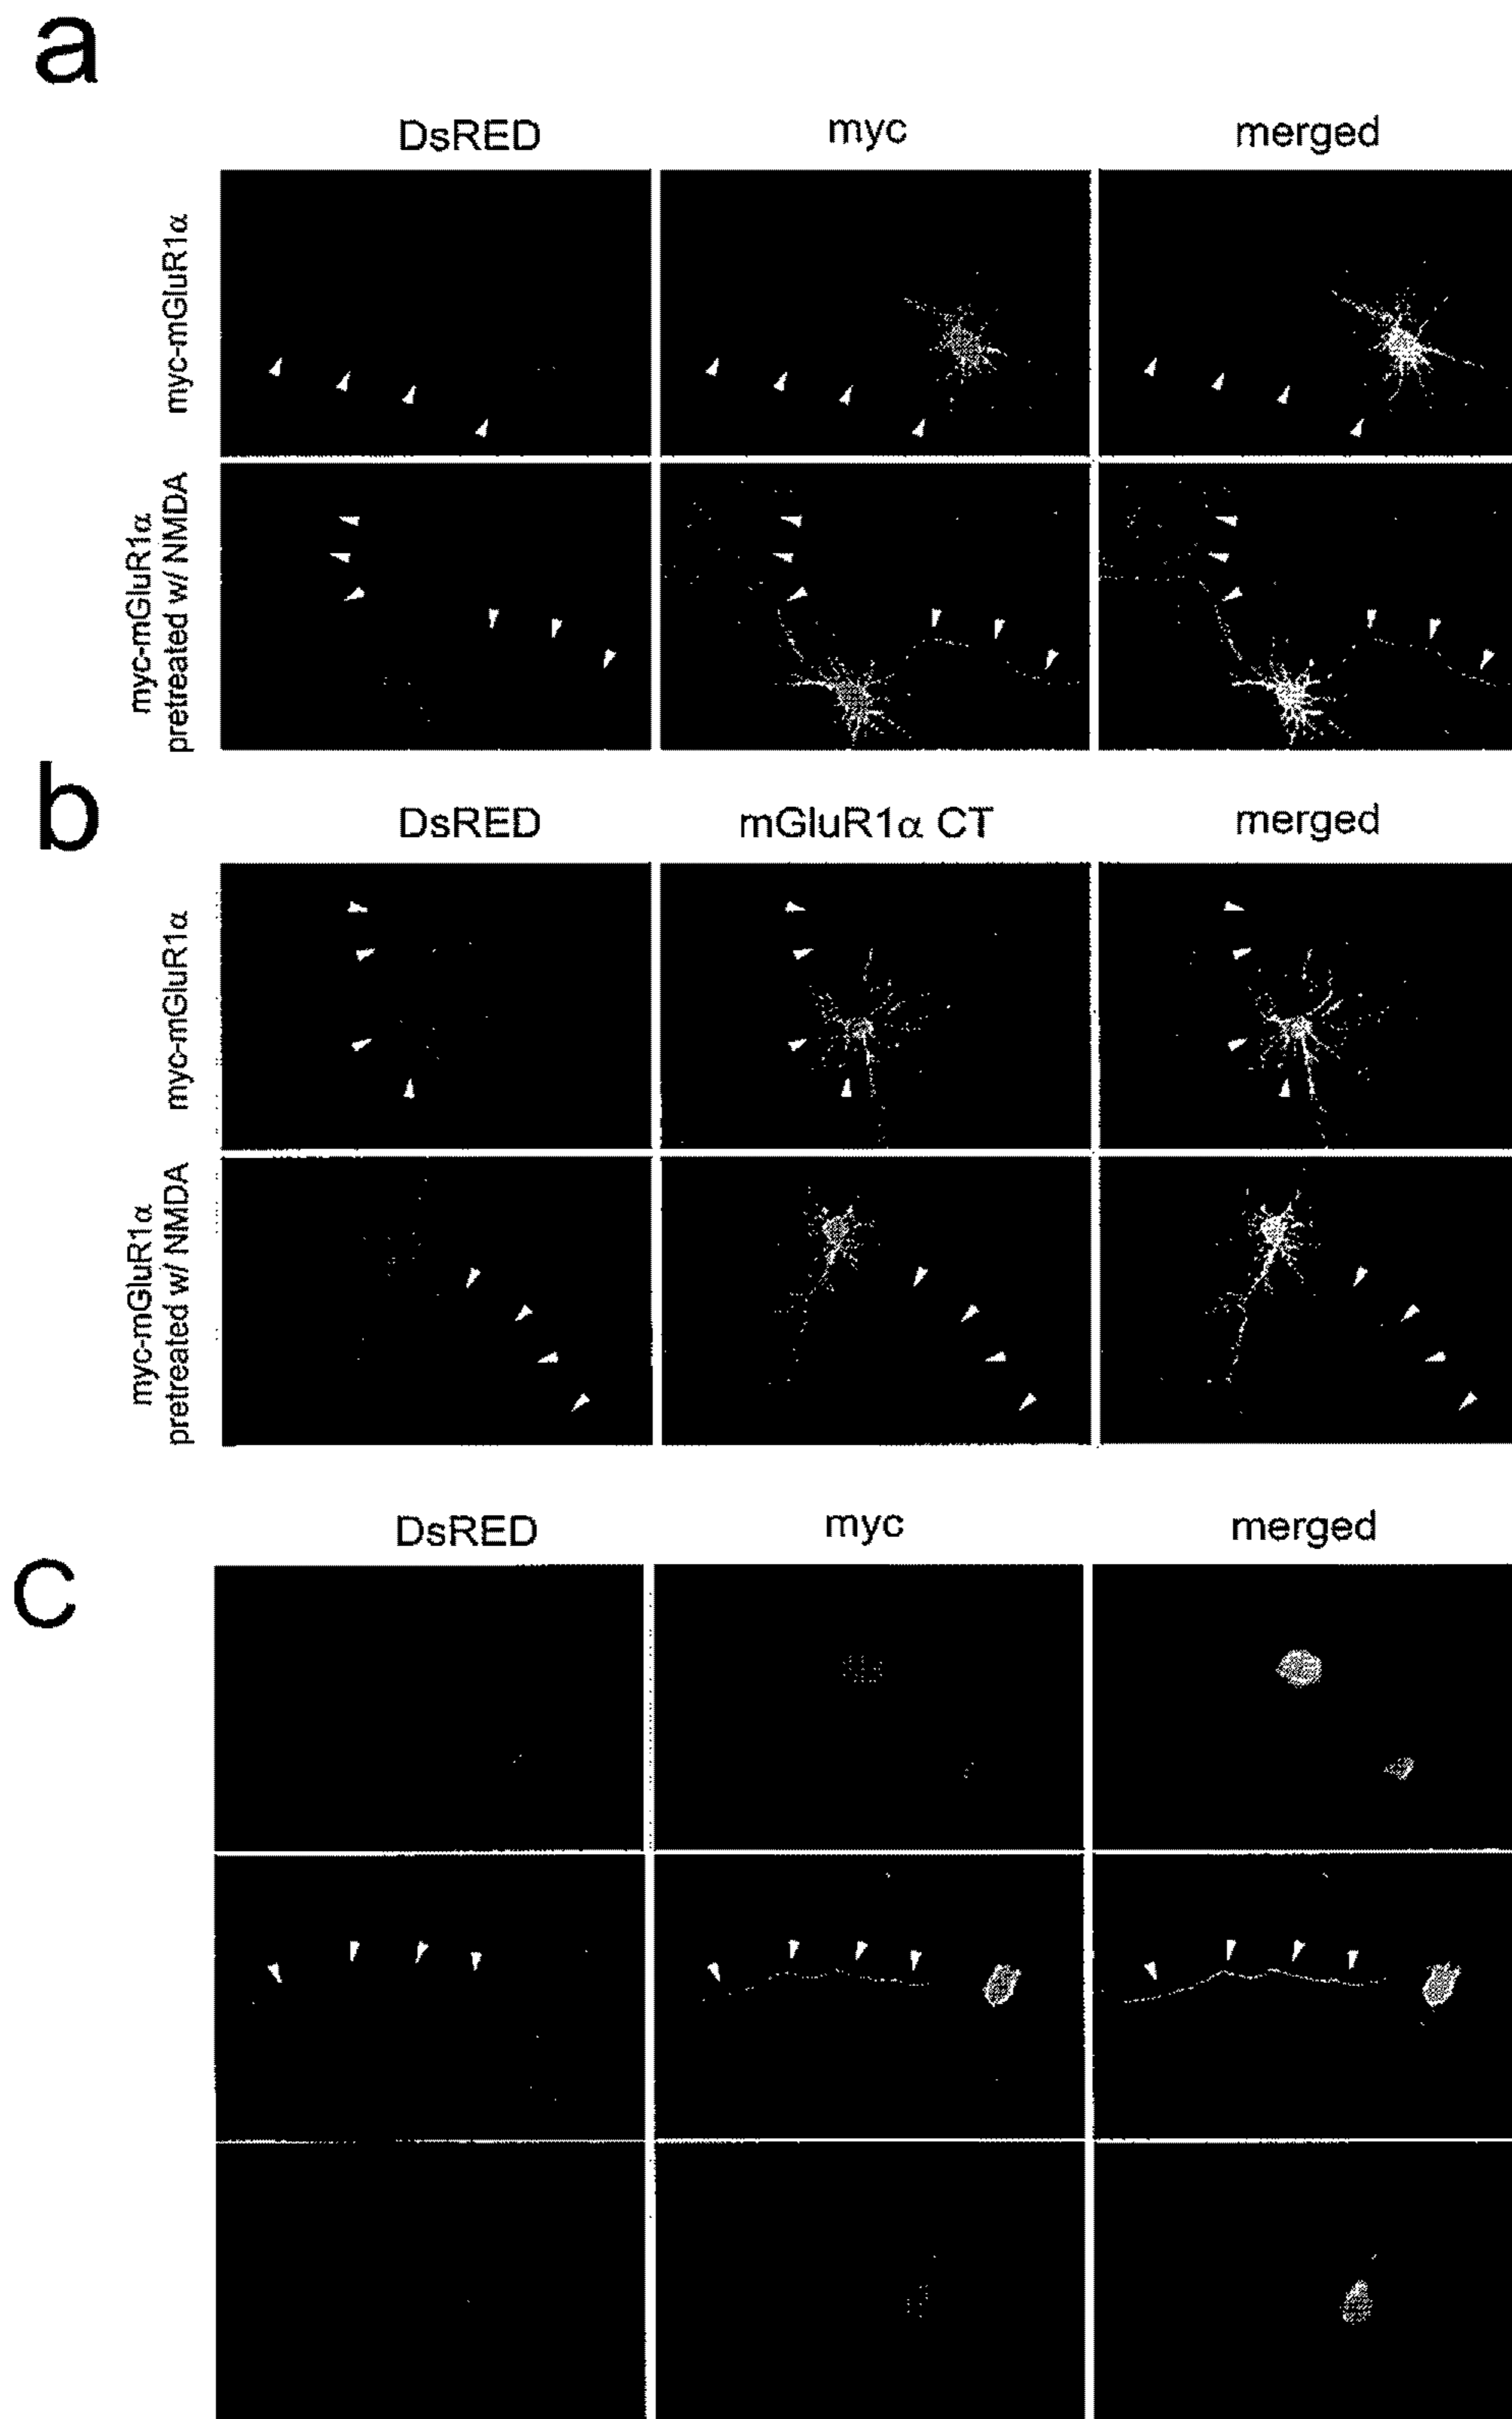 a
DsRED myc merged
myc-mGluR1α
myc-mGluR1α
pretreated w/ NMDA
b
DsRED mGluR1α CT merged
myc-mGluR1α
myc-mGluR1α
pretreated w/ NMDA
c
DsRED myc merged